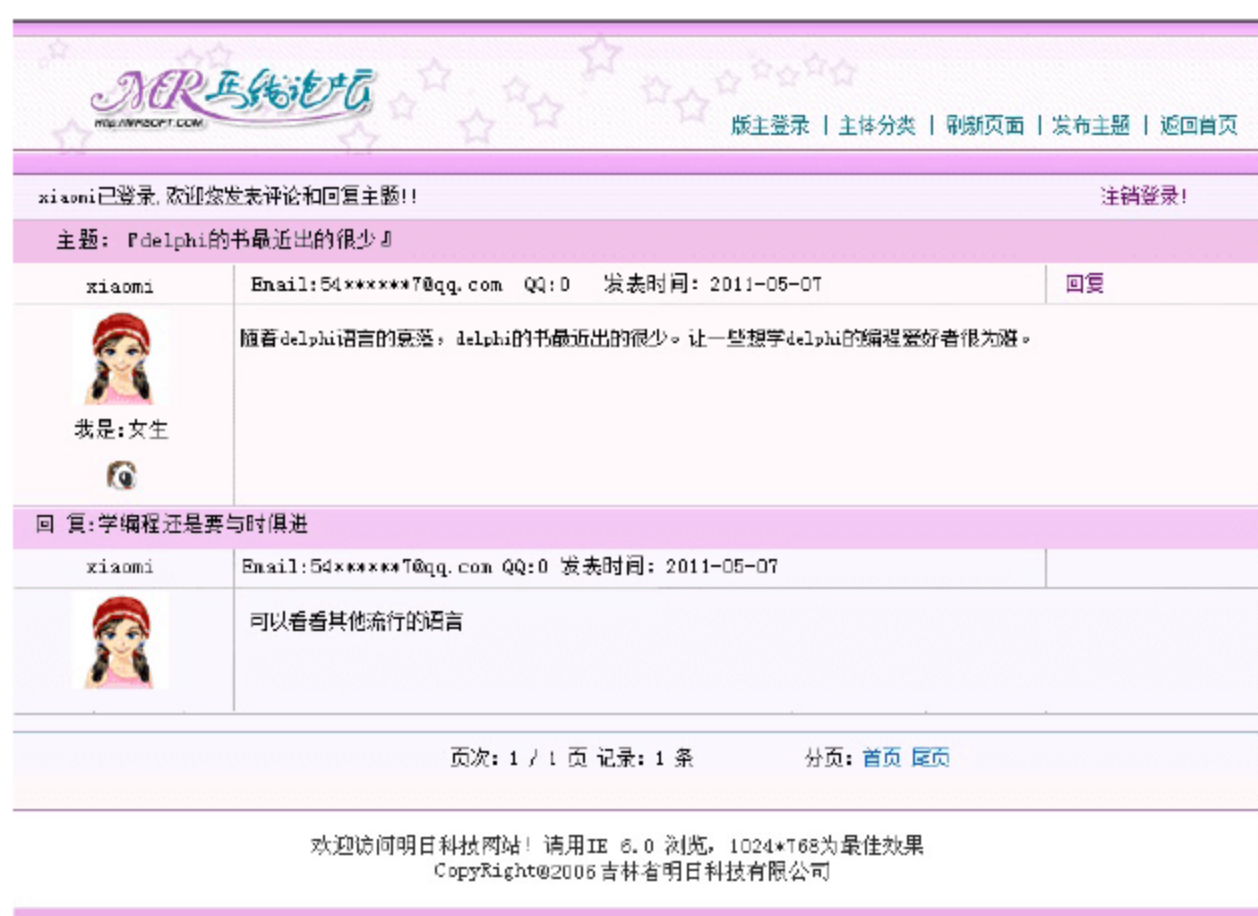 MR在线论坛
HTTP://MRSOFT.COM
版主登录 | 主体分类 | 刷新页面 | 发布主题 | 返回首页
xiaomi已登录,欢迎您发表评论和回复主题!! 注销登录!
主题: 『delphi的书最近出的很少』
xiaomi Email:54******7@qq.com QQ:0 发表时间: 2011-05-07 回复
随着delphi语言的衰落，delphi的书最近出的很少。让一些想学delphi的编程爱好者很为难。
我是:女生
回 复:学编程还是要与时俱进
xiaomi Email:54******7@qq.com QQ:0 发表时间: 2011-05-07
可以看看其他流行的语言
页次: 1 / 1 页 记录: 1 条 分页: 首页 尾页
欢迎访问明日科技网站! 请用IE 6.0 浏览, 1024*768为最佳效果
CopyRight@2006吉林省明日科技有限公司